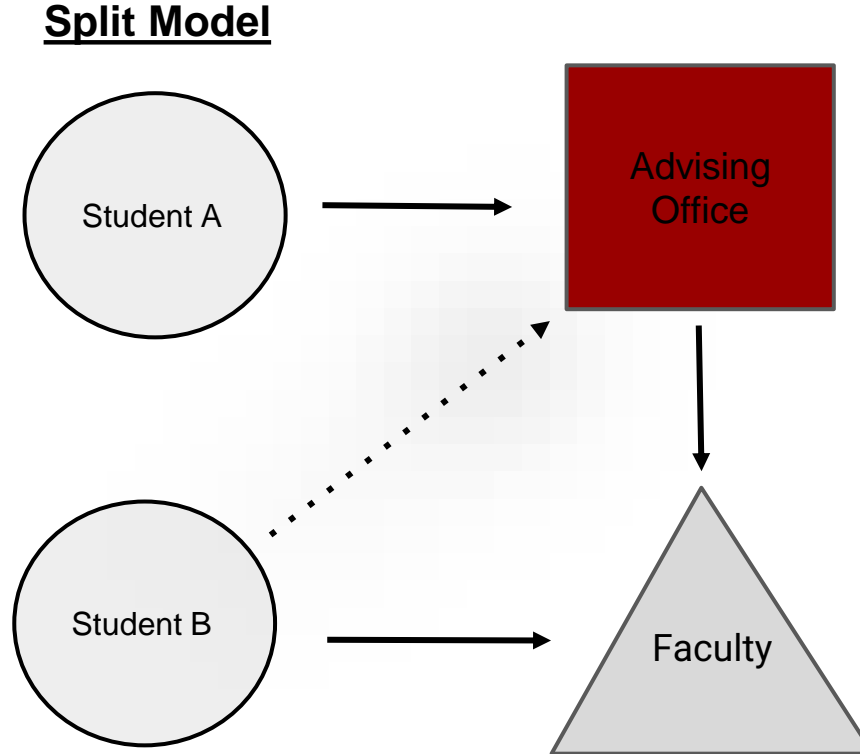 Split Model
Student A
Advising
Office
Student B
Faculty